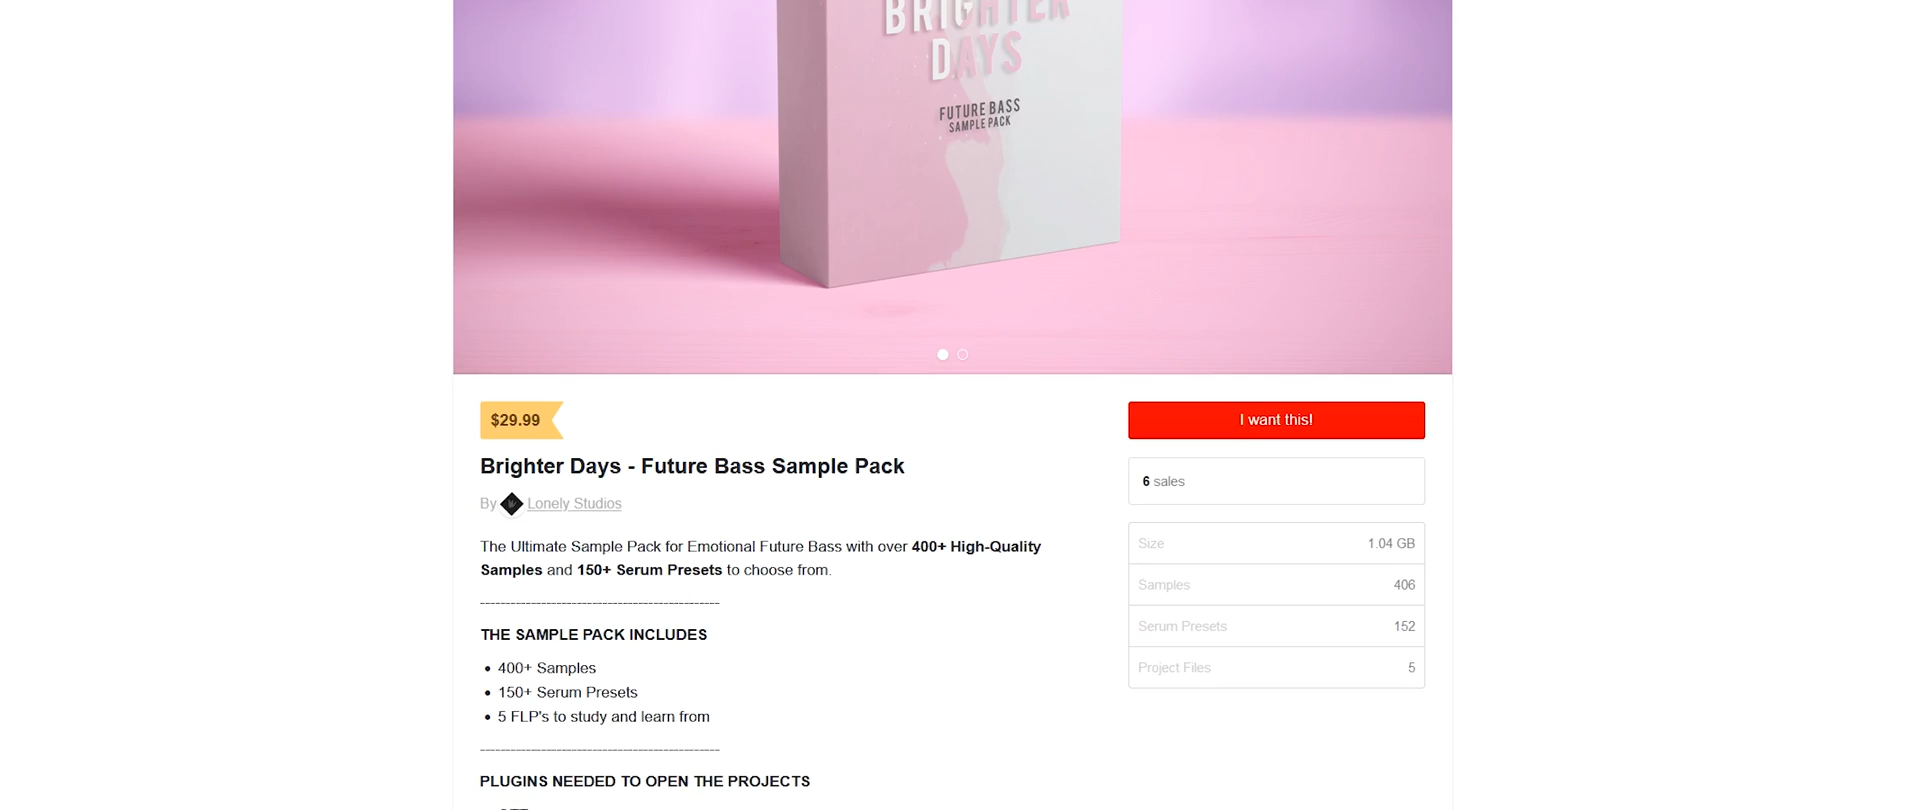 BRIGHTER
DAYS
FUTURE BASS
SAMPLE PACK
$29.99
I want this!
Brighter Days - Future Bass Sample Pack
6 sales
By Lonely Studios
The Ultimate Sample Pack for Emotional Future Bass with over 400+ High-Quality
Samples and 150+ Serum Presets to choose from.
Size 1.04 GB
Samples 406
Serum Presets 152
Project Files 5
------------------------------------------------
THE SAMPLE PACK INCLUDES
• 400+ Samples
• 150+ Serum Presets
• 5 FLP's to study and learn from
------------------------------------------------
PLUGINS NEEDED TO OPEN THE PROJECTS